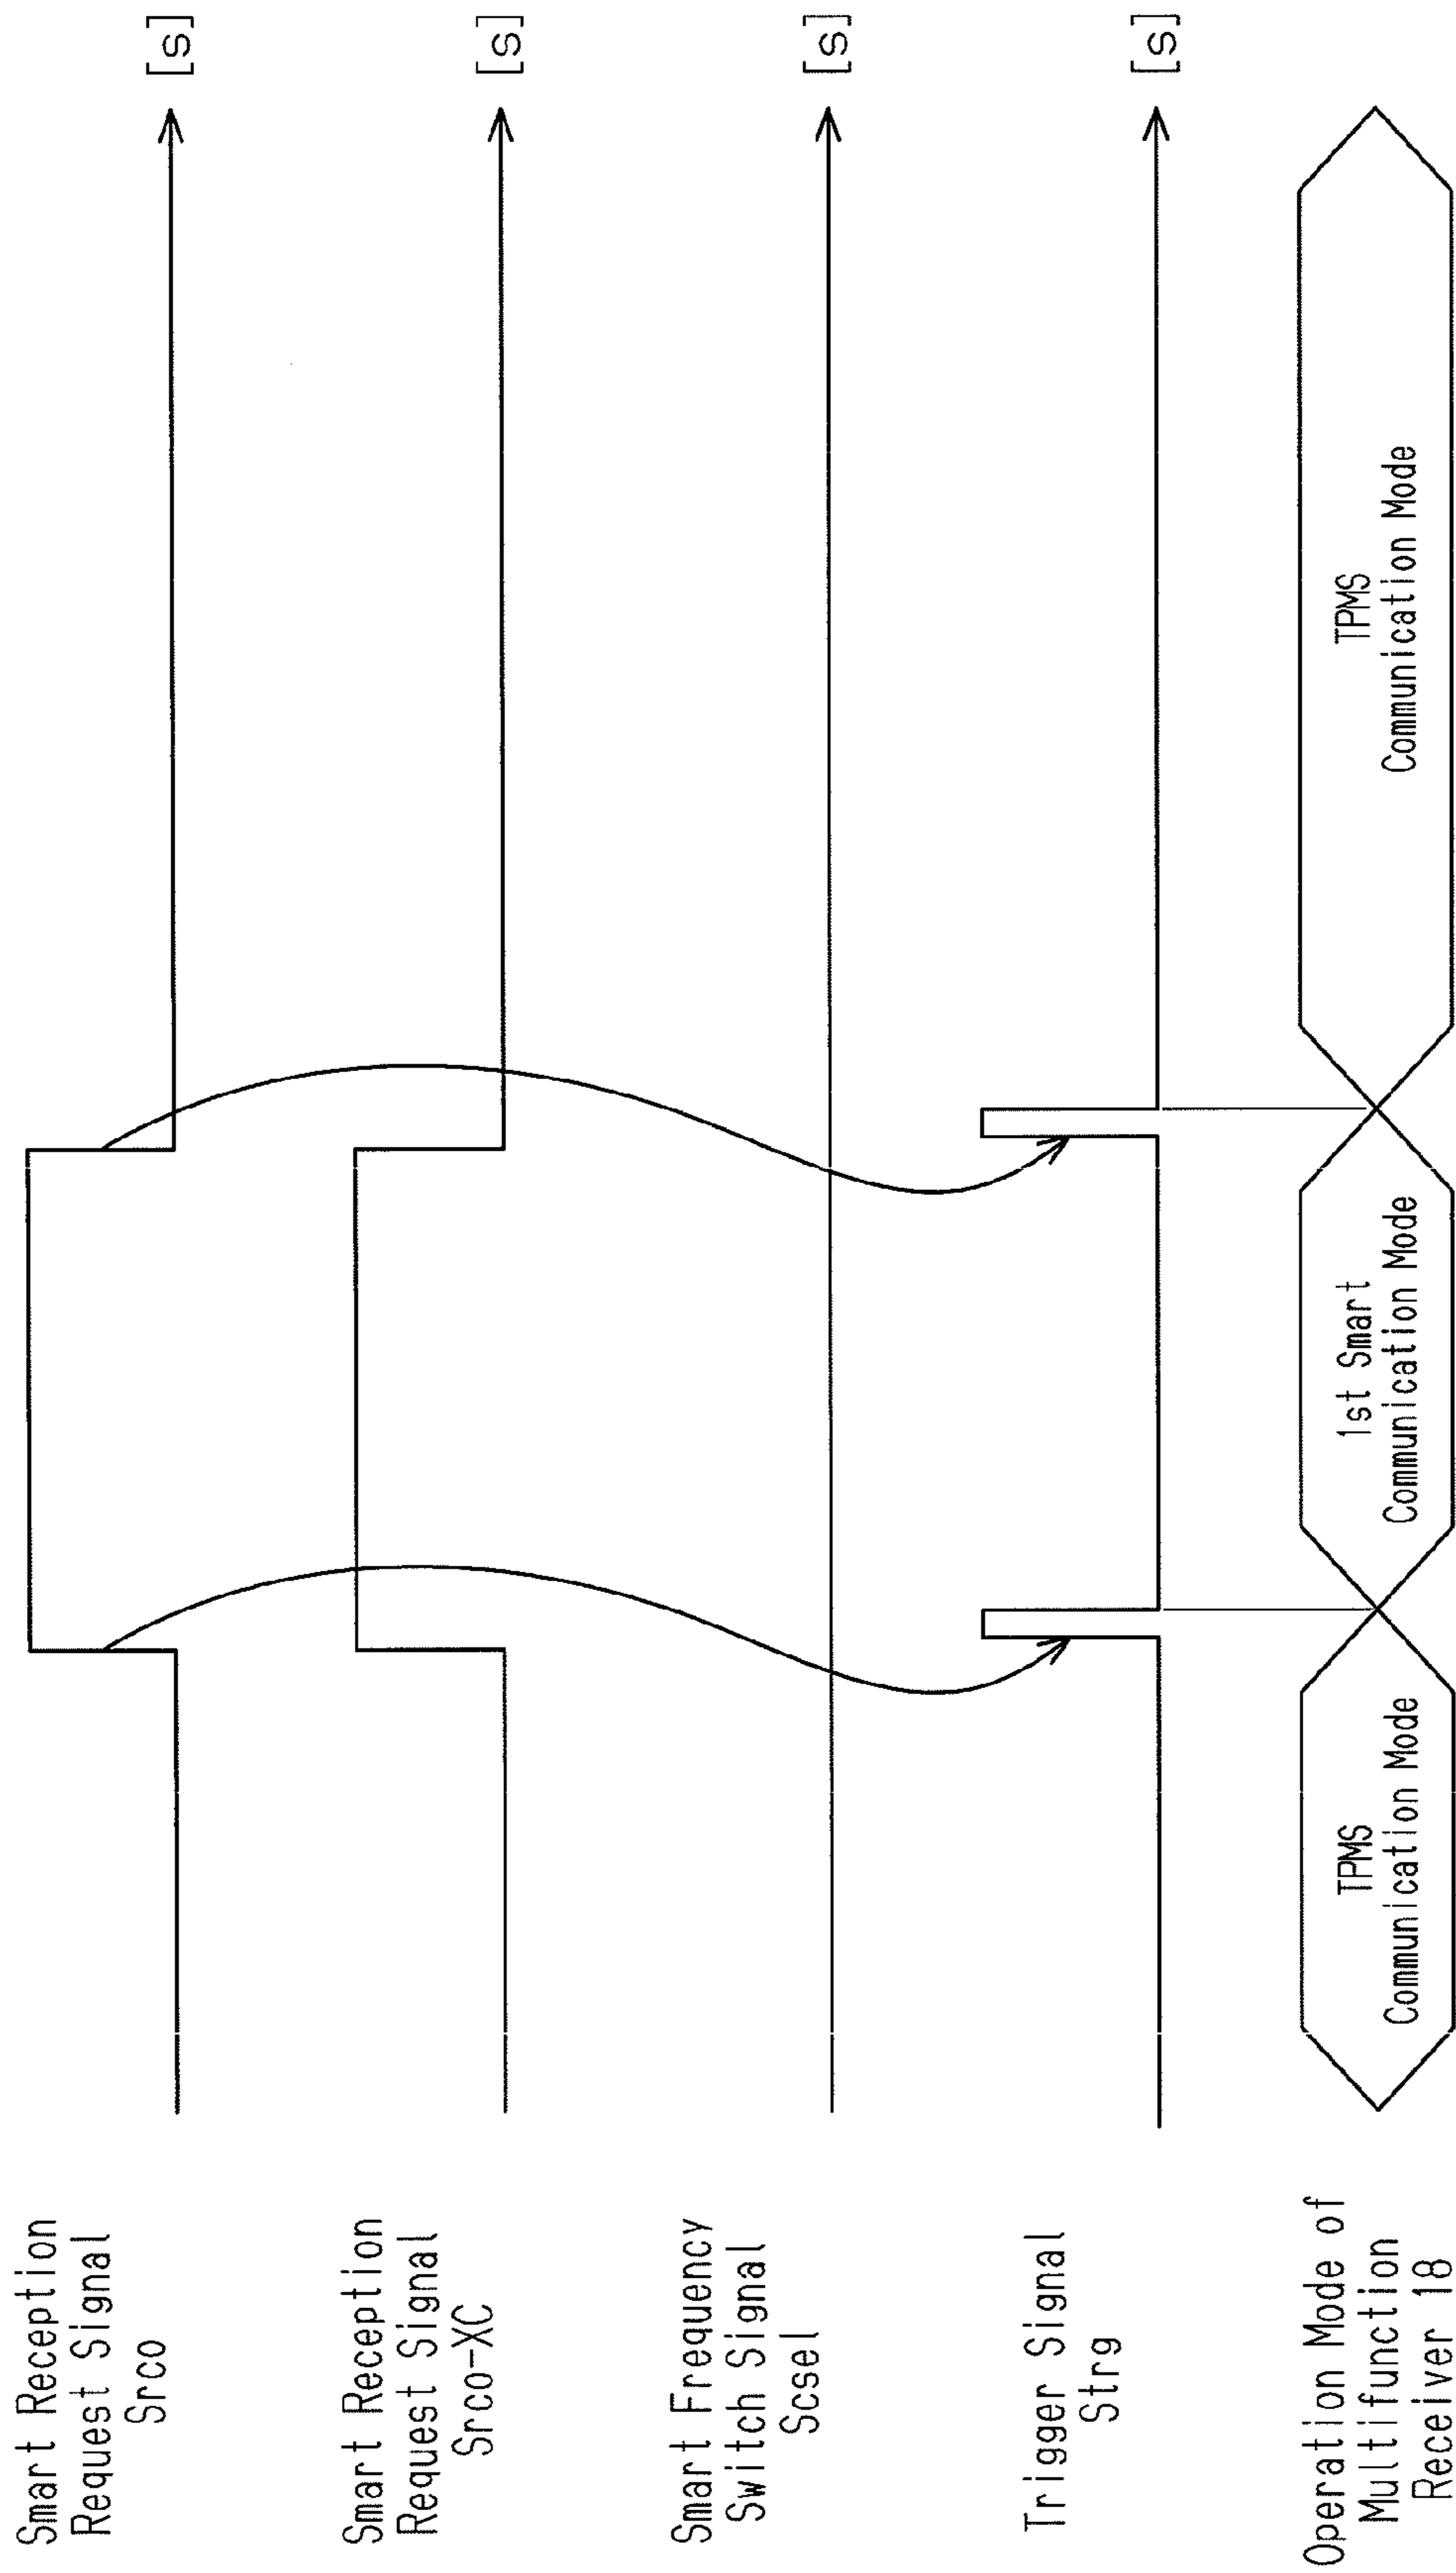 Smart Reception
Request Signal
Srco
[s]
Smart Reception
Request Signal
Srco-XC
[s]
Smart Frequency
Switch Signal
Scsel
[s]
Trigger Signal
Strg
[s]
Operation Mode of
Multifunction
Receiver 18
TPMS
Communication Mode
1st Smart
Communication Mode
TPMS
Communication Mode